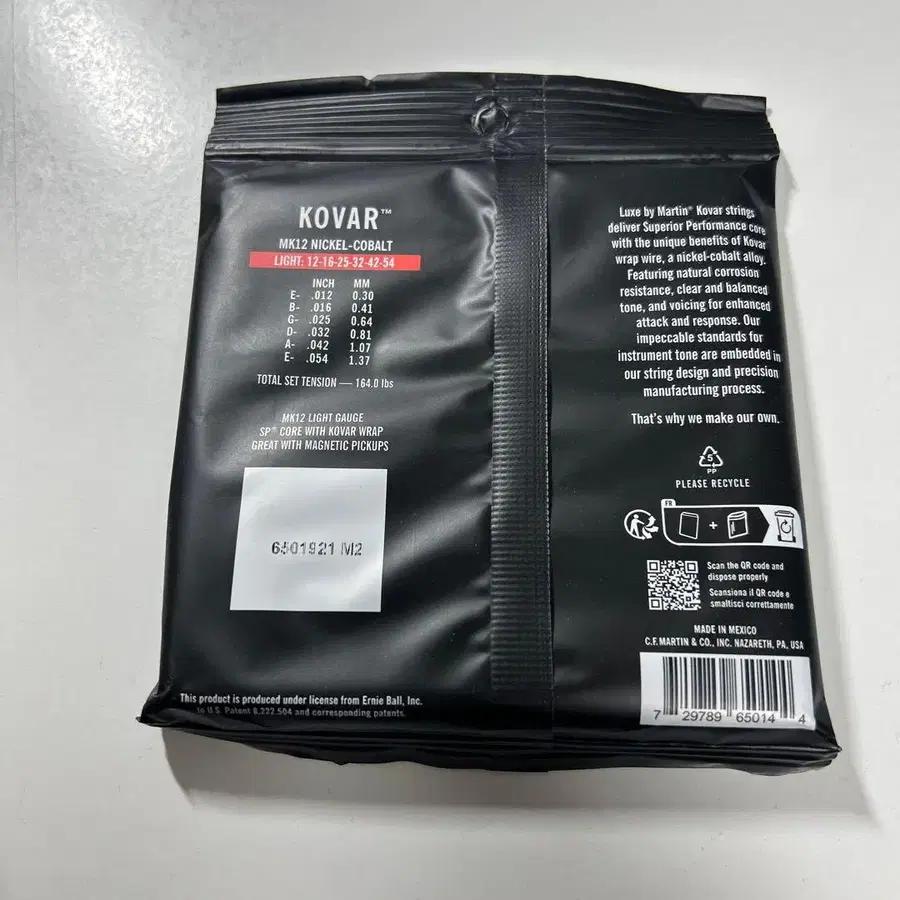 KOVAR™
MK12 NICKEL-COBALT
LIGHT: 12-16-25-32-42-54
INCH MM
E- .012 0.30
B- .016 0.41
G- .025 0.64
D- .032 0.81
A- .042 1.07
E- .054 1.37
TOTAL SET TENSION — 164.0 lbs
MK12 LIGHT GAUGE
SP® CORE WITH KOVAR WRAP
GREAT WITH MAGNETIC PICKUPS
6501921 M2
This product is produced under license from Ernie Ball, Inc.
to U.S. Patent 8,222,504 and corresponding patents.
Luxe by Martin® Kovar strings
deliver Superior Performance core
with the unique benefits of Kovar
wrap wire, a nickel-cobalt alloy.
Featuring natural corrosion
resistance, clear and balanced
tone, and voicing for enhanced
attack and response. Our
impeccable standards for
instrument tone are embedded in
our string design and precision
manufacturing process.
That's why we make our own.
5
PP
PLEASE RECYCLE
FR
+
Scan the QR code and
dispose properly
Scansiona il QR code e
smaltisci correttamente
MADE IN MEXICO
C.F. MARTIN & CO., INC. NAZARETH, PA, USA
7 29789 65014 4